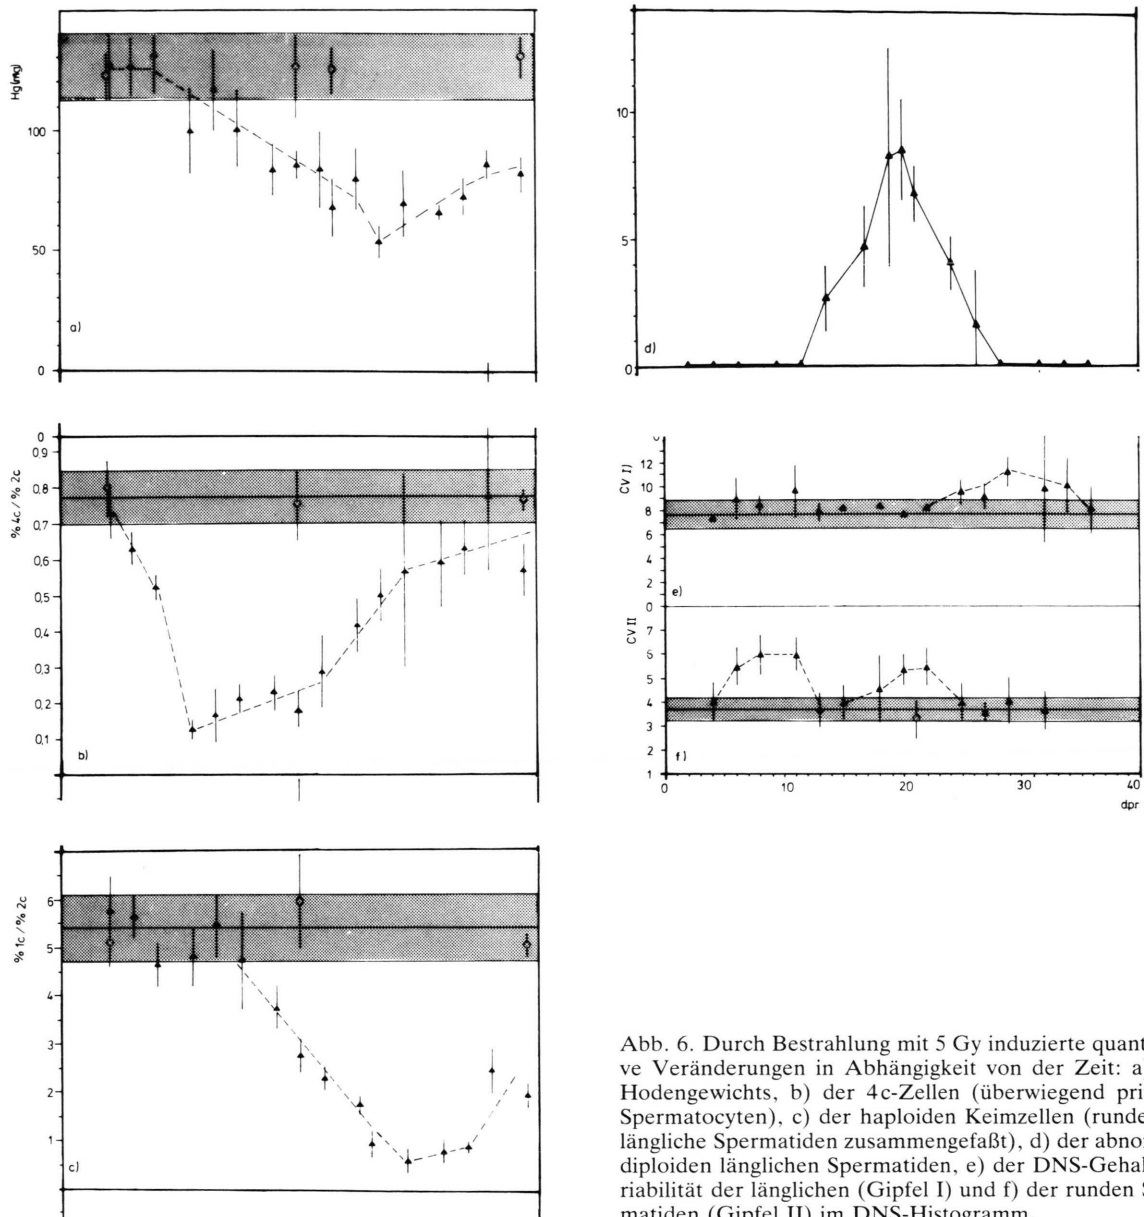 Hg(mg)
100
50
0
a)
10
5
0
d)
% 4c / % 2c
0
0.9
0.8
0.7
0,6
0,5
0,4
0,3
0,2
0,1
b)
CV I)
12
10
8
6
4
2
1
0
e)
CV II
7
6
5
4
3
2
1
f)
0
10
20
30
40
dpr
% 1c / % 2c
6
5
4
3
2
1
c)
Abb. 6. Durch Bestrahlung mit 5 Gy induzierte quant
ve Veränderungen in Abhängigkeit von der Zeit: a
Hodengewichts, b) der 4c-Zellen (überwiegend pri
Spermatocyten), c) der haploiden Keimzellen (runde
längliche Spermatiden zusammengefaßt), d) der abnor
diploiden länglichen Spermatiden, e) der DNS-Gehal
riabilität der länglichen (Gipfel I) und f) der runden S
matiden (Gipfel II) im DNS-Histogramm